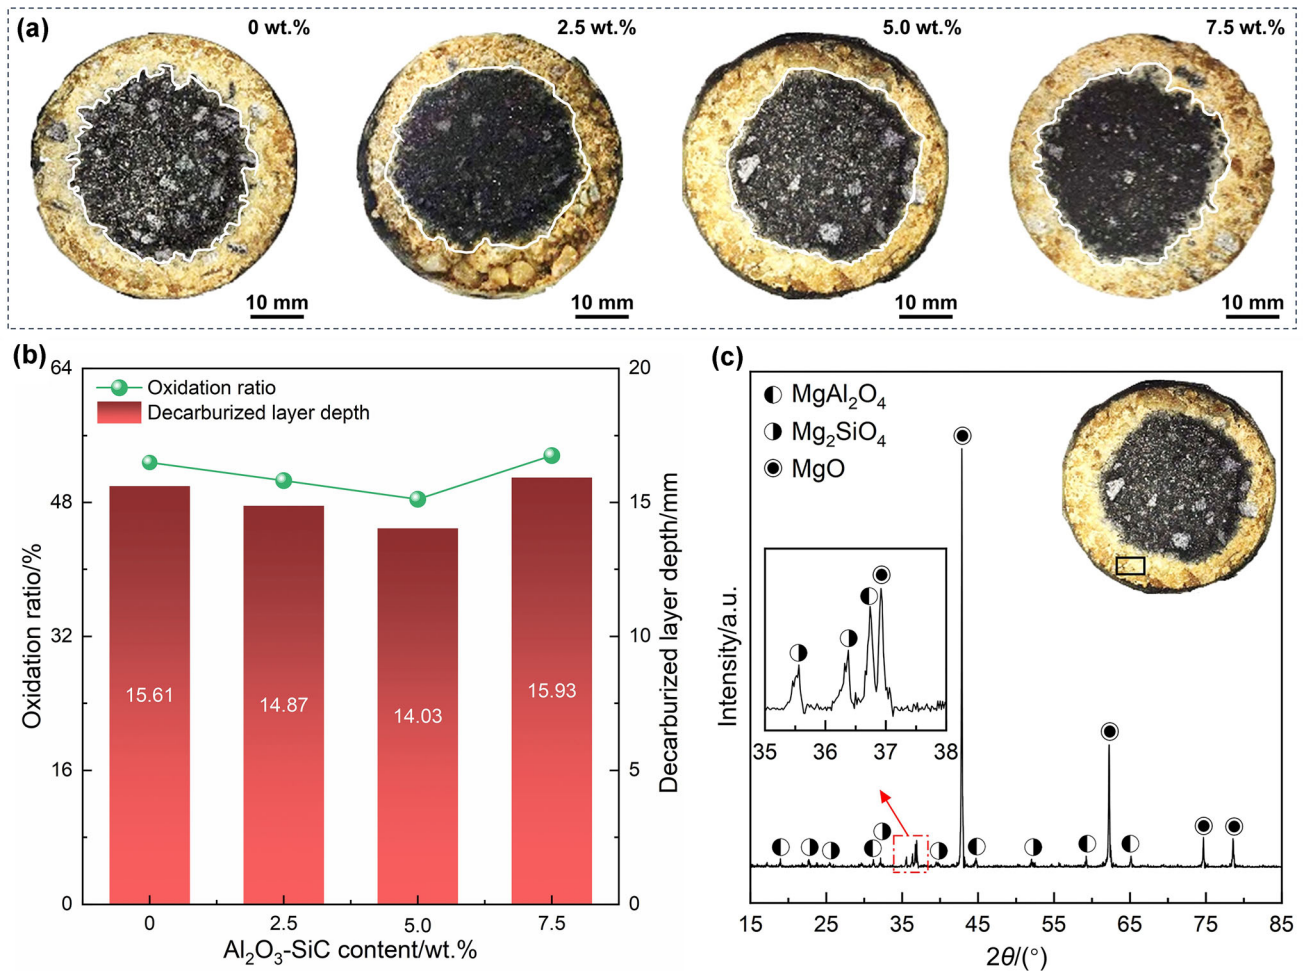 (a)
0 wt.%
2.5 wt.%
5.0 wt.%
7.5 wt.%
10 mm
10 mm
10 mm
10 mm
(b)
Oxidation ratio
Decarburized layer depth
64
48
32
16
0
Oxidation ratio/%
20
15
10
5
0
Decarburized layer depth/mm
15.61
14.87
14.03
15.93
0
2.5
5.0
7.5
Al₂O₃-SiC content/wt.%
(c)
MgAl₂O₄
Mg₂SiO₄
MgO
Intensity/a.u.
35
36
37
38
15
25
35
45
55
65
75
85
2θ/(°)